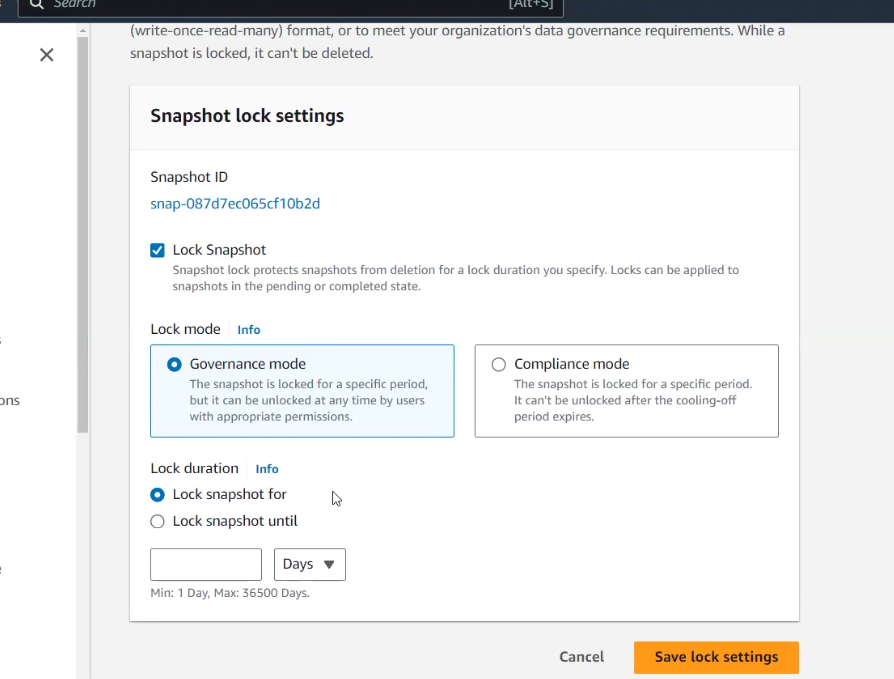 Search
[Alt+S]
(write-once-read-many) format, or to meet your organization's data governance requirements. While a
snapshot is locked, it can't be deleted.
Snapshot lock settings
Snapshot ID
snap-087d7ec065cf10b2d
Lock Snapshot
Snapshot lock protects snapshots from deletion for a lock duration you specify. Locks can be applied to
snapshots in the pending or completed state.
Lock mode Info
Governance mode
The snapshot is locked for a specific period,
but it can be unlocked at any time by users
with appropriate permissions.
Compliance mode
The snapshot is locked for a specific period.
It can't be unlocked after the cooling-off
period expires.
ons
Lock duration Info
Lock snapshot for
Lock snapshot until
Days
Min: 1 Day, Max: 36500 Days.
Cancel
Save lock settings